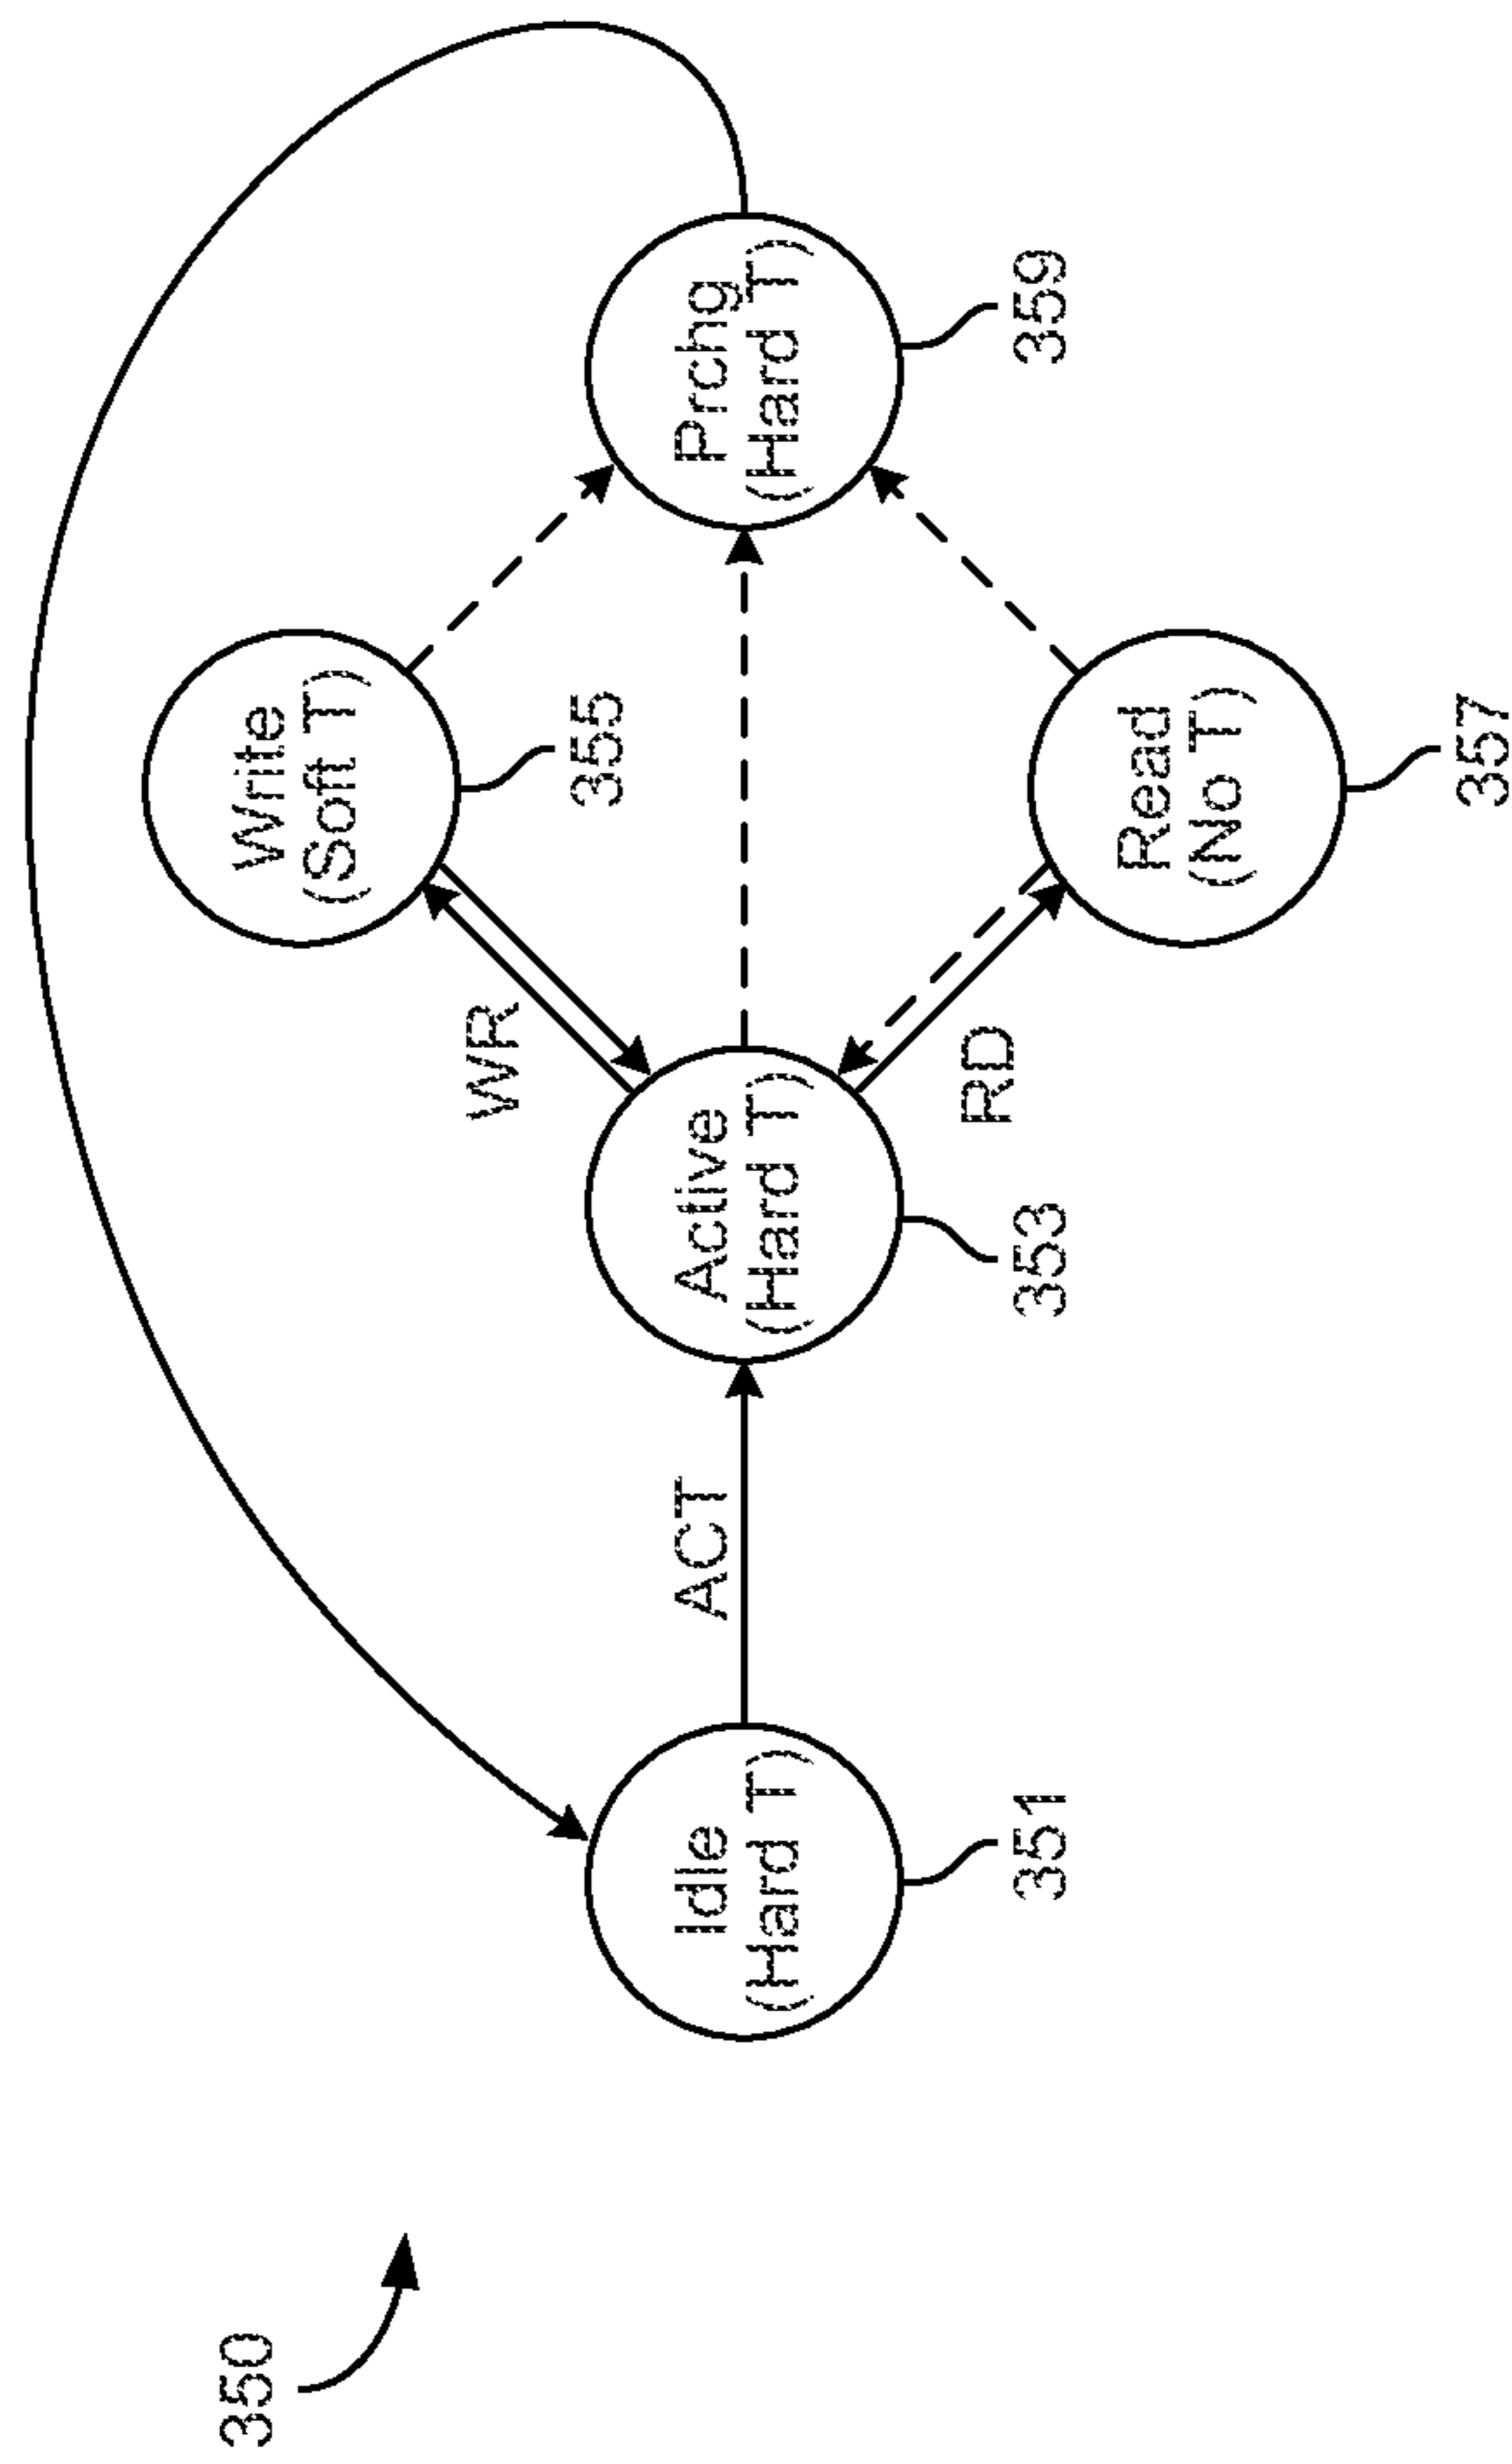 350
Idle
(Hard T)
351
ACT
Active
(Hard T)
353
WR
Write
(Soft T)
355
RD
Read
(No T)
357
Prchg
(Hard T)
359